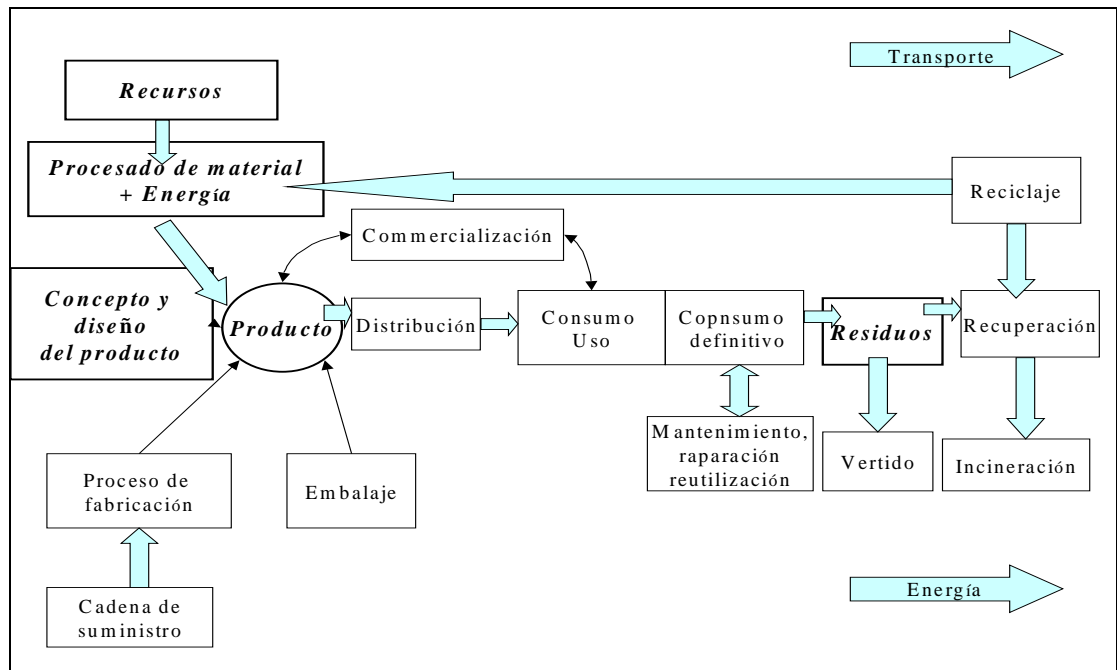 Transporte
Recursos
Procesado de material
+ Energía
Reciclaje
Commercialización
Concepto y
diseño
del producto
Producto
Distribución
Consumo
Uso
Copnsumo
definitivo
Residuos
Recuperación
Mantenimiento,
raparación
reutilización
Vertido
Incineración
Proceso de
fabricación
Embalaje
Cadena de
suministro
Energía